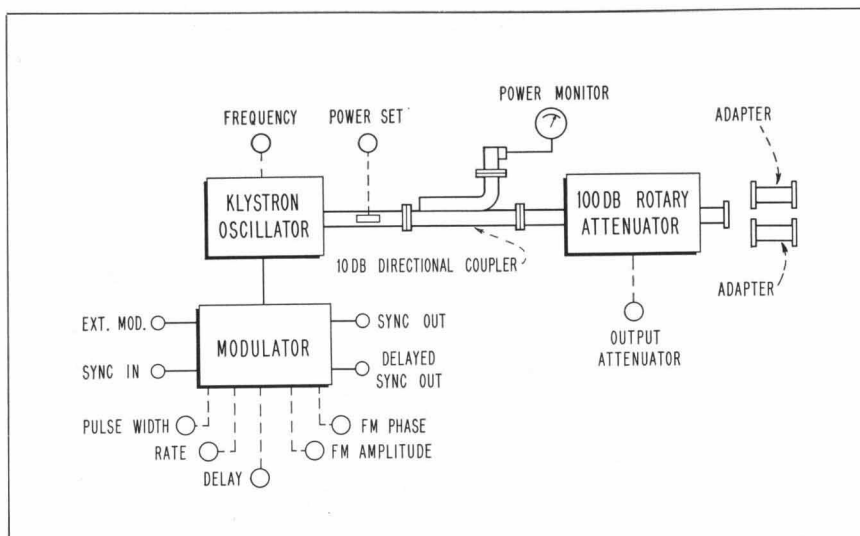 POWER MONITOR
ADAPTER
FREQUENCY
POWER SET
KLYSTRON
OSCILLATOR
100 DB ROTARY
ATTENUATOR
10 DB DIRECTIONAL COUPLER
ADAPTER
EXT. MOD.
SYNC OUT
MODULATOR
OUTPUT
ATTENUATOR
SYNC IN
DELAYED
SYNC OUT
PULSE WIDTH
FM PHASE
RATE
FM AMPLITUDE
DELAY